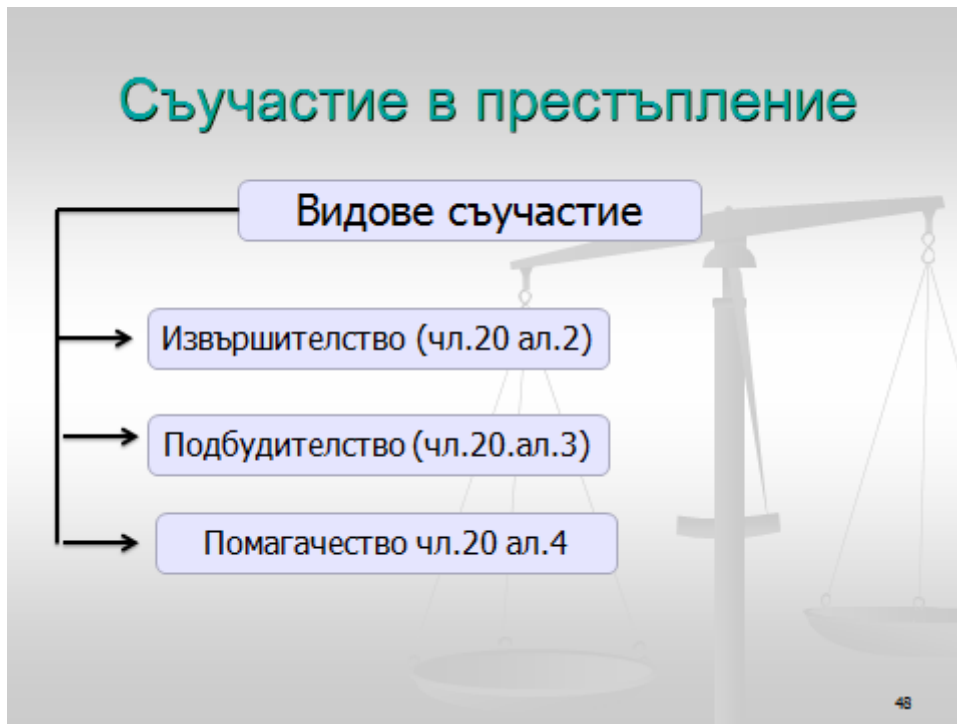 Съучастие в престъпление
Видове съучастие
Извършителство (чл.20 ал.2)
Подбудителство (чл.20.ал.3)
Помагачество чл.20 ал.4
48